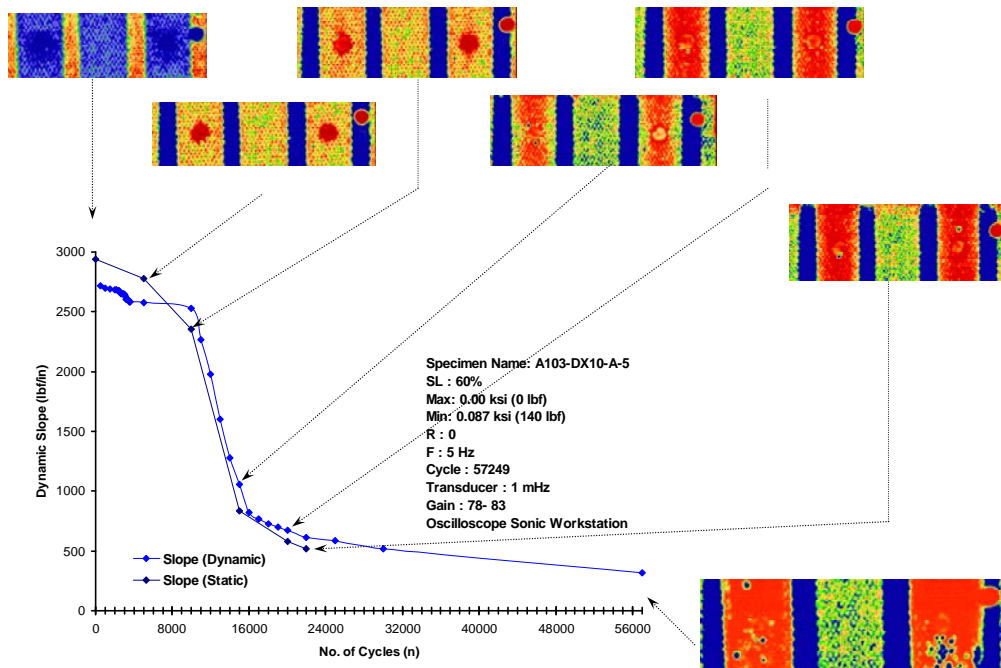 3000
2500
2000
1500
1000
500
0
Dynamic Slope (lbf/in)
Specimen Name: A103-DX10-A-5
SL : 60%
Max: 0.00 ksi (0 lbf)
Min: 0.087 ksi (140 lbf)
R : 0
F : 5 Hz
Cycle : 57249
Transducer : 1 mHz
Gain : 78- 83
Oscilloscope Sonic Workstation
Slope (Dynamic)
Slope (Static)
0 8000 16000 24000 32000 40000 48000 56000
No. of Cycles (n)